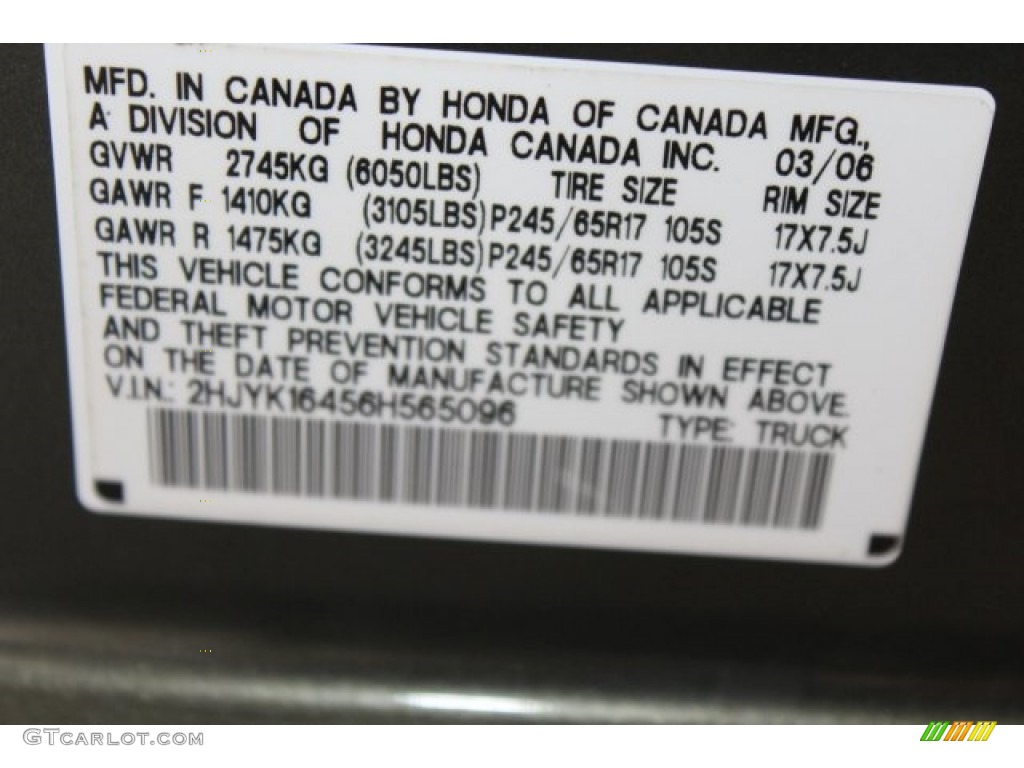 MFD. IN CANADA BY HONDA OF CANADA MFG.,
A DIVISION OF HONDA CANADA INC. 03/06
GVWR 2745KG (6050LBS) TIRE SIZE RIM SIZE
GAWR F 1410KG (3105LBS) P245/65R17 105S 17X7.5J
GAWR R 1475KG (3245LBS) P245/65R17 105S 17X7.5J
THIS VEHICLE CONFORMS TO ALL APPLICABLE
FEDERAL MOTOR VEHICLE SAFETY
AND THEFT PREVENTION STANDARDS IN EFFECT
ON THE DATE OF MANUFACTURE SHOWN ABOVE.
V.I.N.: 2HJYK16456H565096
TYPE: TRUCK
GTCARLOT.COM